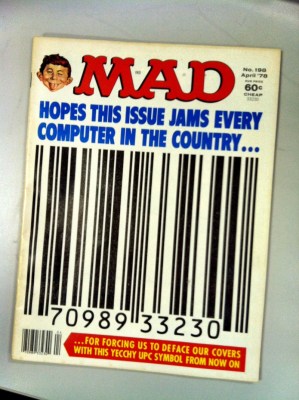 MAD
No. 198
April '78
60¢
CHEAP
HOPES THIS ISSUE JAMS EVERY
COMPUTER IN THE COUNTRY...
70989 33230
...FOR FORCING US TO DEFACE OUR COVERS
WITH THIS YECCHY UPC SYMBOL FROM NOW ON